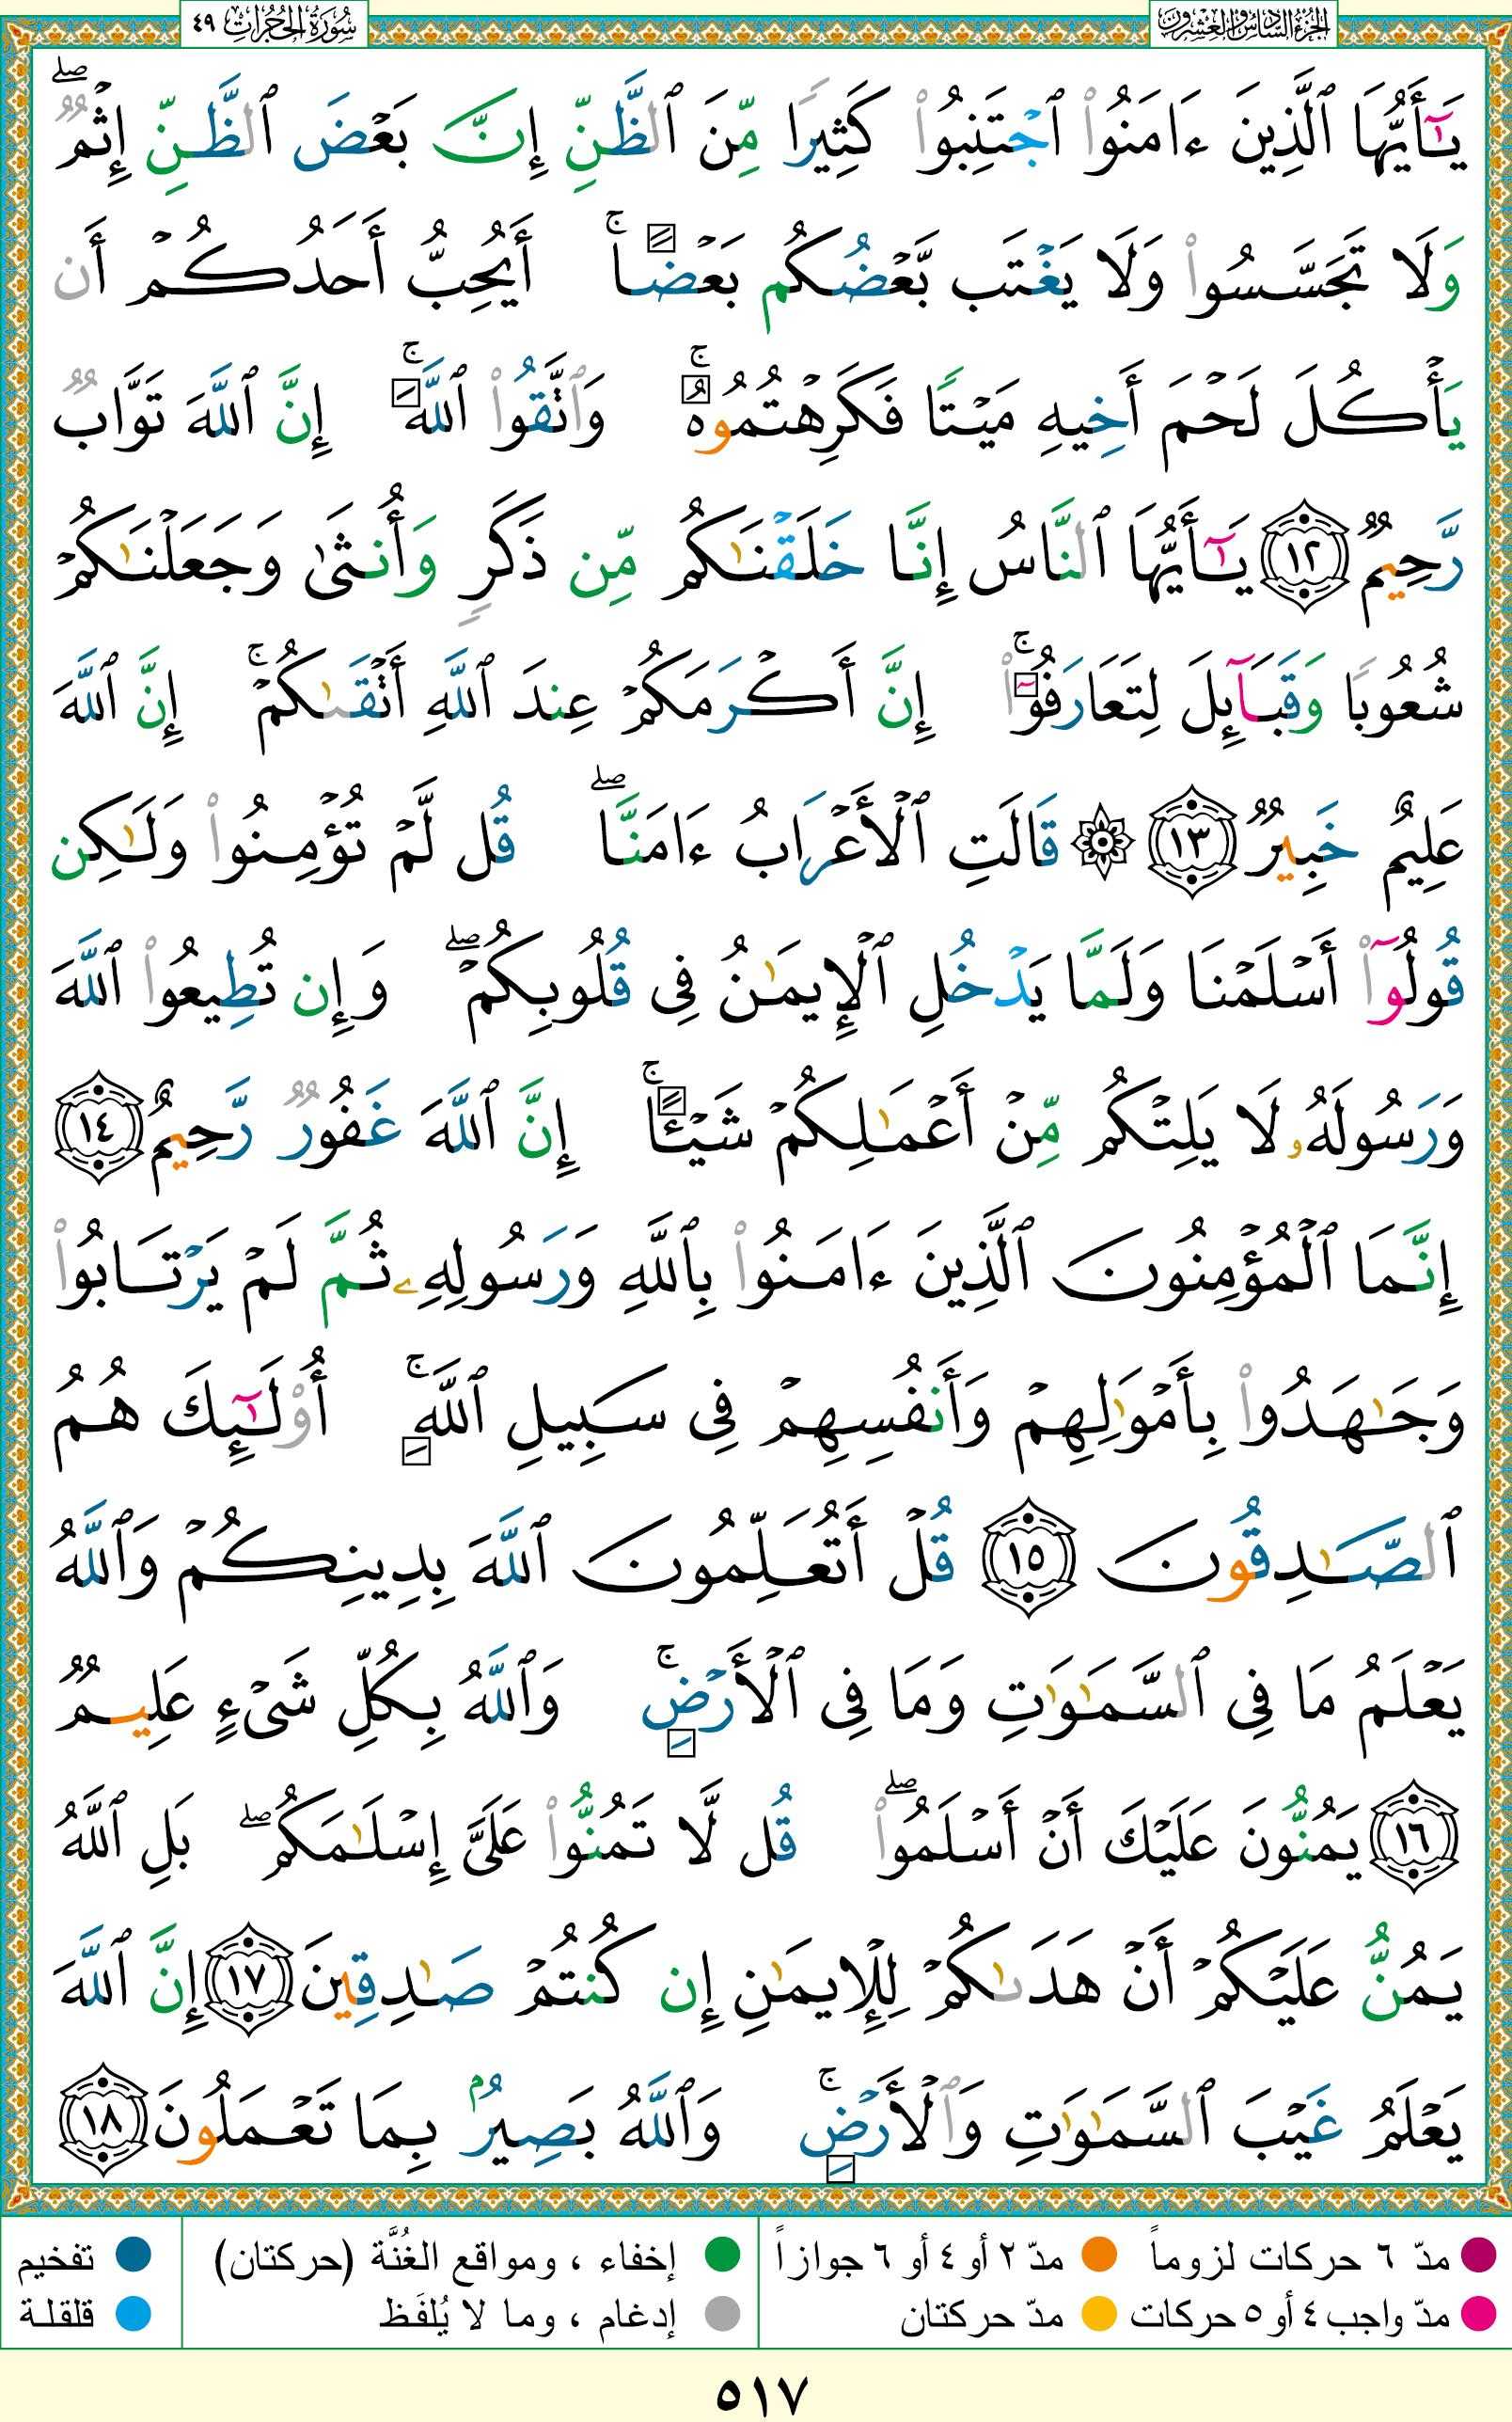 الجزء السادس والعشرون
سورة الحجرات ٤٩
يَٰٓأَيُّهَا ٱلَّذِينَ ءَامَنُوا۟ ٱجْتَنِبُوا۟ كَثِيرًا مِّنَ ٱلظَّنِّ إِنَّ بَعْضَ ٱلظَّنِّ إِثْمٌ ۖ
وَلَا تَجَسَّسُوا۟ وَلَا يَغْتَب بَّعْضُكُم بَعْضًا ۚ أَيُحِبُّ أَحَدُكُمْ أَن
يَأْكُلَ لَحْمَ أَخِيهِ مَيْتًا فَكَرِهْتُمُوهُ ۚ وَٱتَّقُوا۟ ٱللَّهَ ۚ إِنَّ ٱللَّهَ تَوَّابٌ
رَّحِيمٌ ١٢ يَٰٓأَيُّهَا ٱلنَّاسُ إِنَّا خَلَقْنَٰكُم مِّن ذَكَرٍ وَأُنثَىٰ وَجَعَلْنَٰكُمْ
شُعُوبًا وَقَبَآئِلَ لِتَعَارَفُوٓا۟ ۚ إِنَّ أَكْرَمَكُمْ عِندَ ٱللَّهِ أَتْقَىٰكُمْ ۚ إِنَّ ٱللَّهَ
عَلِيمٌ خَبِيرٌ ١٣ ۞ قَالَتِ ٱلْأَعْرَابُ ءَامَنَّا ۖ قُل لَّمْ تُؤْمِنُوا۟ وَلَٰكِن
قُولُوٓا۟ أَسْلَمْنَا وَلَمَّا يَدْخُلِ ٱلْإِيمَٰنُ فِى قُلُوبِكُمْ ۖ وَإِن تُطِيعُوا۟ ٱللَّهَ
وَرَسُولَهُۥ لَا يَلِتْكُم مِّنْ أَعْمَٰلِكُمْ شَيْـًٔا ۚ إِنَّ ٱللَّهَ غَفُورٌ رَّحِيمٌ ١٤
إِنَّمَا ٱلْمُؤْمِنُونَ ٱلَّذِينَ ءَامَنُوا۟ بِٱللَّهِ وَرَسُولِهِۦ ثُمَّ لَمْ يَرْتَابُوا۟
وَجَٰهَدُوا۟ بِأَمْوَٰلِهِمْ وَأَنفُسِهِمْ فِى سَبِيلِ ٱللَّهِ ۚ أُو۟لَٰٓئِكَ هُمُ
ٱلصَّٰدِقُونَ ١٥ قُلْ أَتُعَلِّمُونَ ٱللَّهَ بِدِينِكُمْ وَٱللَّهُ
يَعْلَمُ مَا فِى ٱلسَّمَٰوَٰتِ وَمَا فِى ٱلْأَرْضِ ۚ وَٱللَّهُ بِكُلِّ شَىْءٍ عَلِيمٌ
١٦ يَمُنُّونَ عَلَيْكَ أَنْ أَسْلَمُوا۟ ۖ قُل لَّا تَمُنُّوا۟ عَلَىَّ إِسْلَٰمَكُم ۖ بَلِ ٱللَّهُ
يَمُنُّ عَلَيْكُمْ أَنْ هَدَىٰكُمْ لِلْإِيمَٰنِ إِن كُنتُمْ صَٰدِقِينَ ١٧ إِنَّ ٱللَّهَ
يَعْلَمُ غَيْبَ ٱلسَّمَٰوَٰتِ وَٱلْأَرْضِ ۚ وَٱللَّهُ بَصِيرٌۢ بِمَا تَعْمَلُونَ ١٨
مدّ ٦ حركات لزوماً مدّ ٢ أو ٤ أو ٦ جوازاً إخفاء ، ومواقع الغُنَّة (حركتان) تفخيم
مدّ واجب ٤ أو ٥ حركات مدّ حركتان إدغام ، وما لا يُلفَظ قلقلة
٥١٧